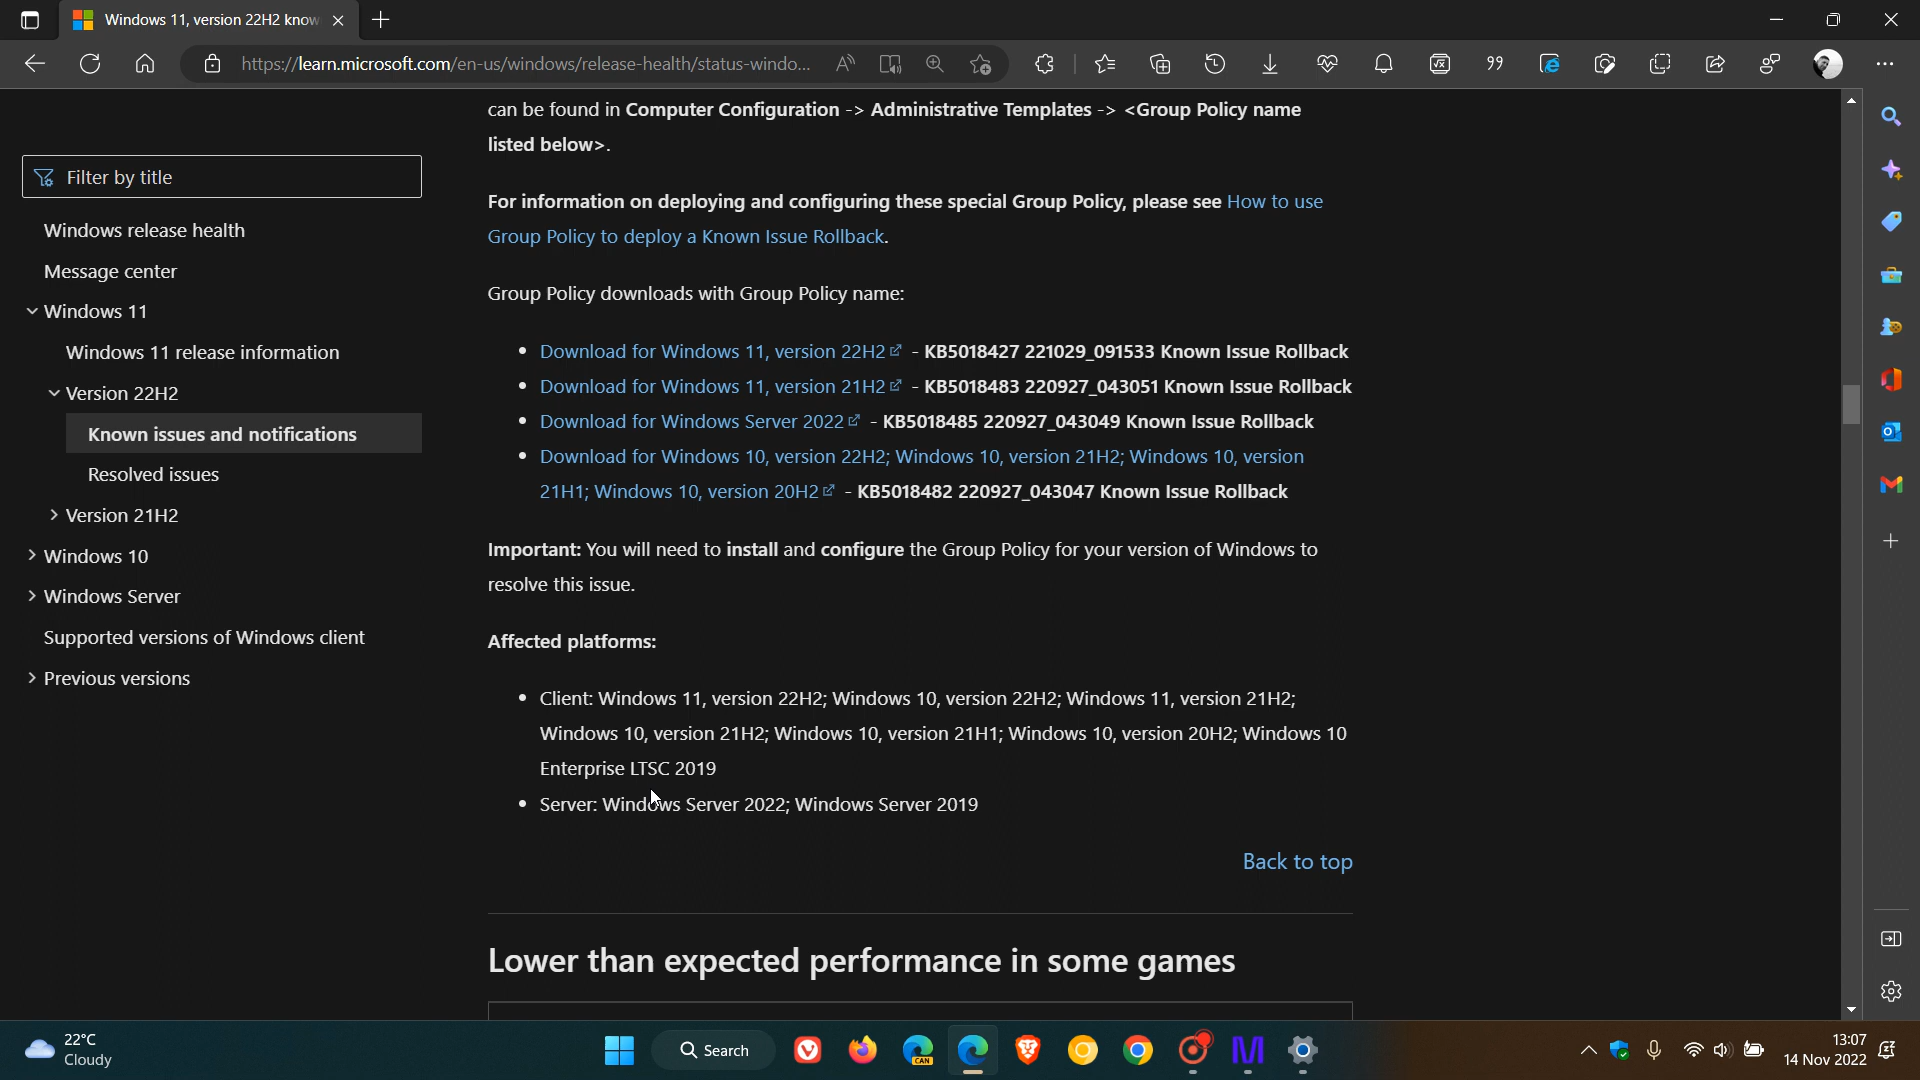 Windows 11, version 22H2 know
https://learn.microsoft.com/en-us/windows/release-health/status-windo...
Filter by title
Windows release health
Message center
Windows 11
Windows 11 release information
Version 22H2
Known issues and notifications
Resolved issues
Version 21H2
Windows 10
Windows Server
Supported versions of Windows client
Previous versions
can be found in Computer Configuration -> Administrative Templates -> <Group Policy name
listed below>.
For information on deploying and configuring these special Group Policy, please see How to use
Group Policy to deploy a Known Issue Rollback.
Group Policy downloads with Group Policy name:
• Download for Windows 11, version 22H2 - KB5018427 221029_091533 Known Issue Rollback
• Download for Windows 11, version 21H2 - KB5018483 220927_043051 Known Issue Rollback
• Download for Windows Server 2022 - KB5018485 220927_043049 Known Issue Rollback
• Download for Windows 10, version 22H2; Windows 10, version 21H2; Windows 10, version
21H1; Windows 10, version 20H2 - KB5018482 220927_043047 Known Issue Rollback
Important: You will need to install and configure the Group Policy for your version of Windows to
resolve this issue.
Affected platforms:
• Client: Windows 11, version 22H2; Windows 10, version 22H2; Windows 11, version 21H2;
Windows 10, version 21H2; Windows 10, version 21H1; Windows 10, version 20H2; Windows 10
Enterprise LTSC 2019
• Server: Windows Server 2022; Windows Server 2019
Back to top
Lower than expected performance in some games
22°C
Cloudy
Search
CAN
13:07
14 Nov 2022